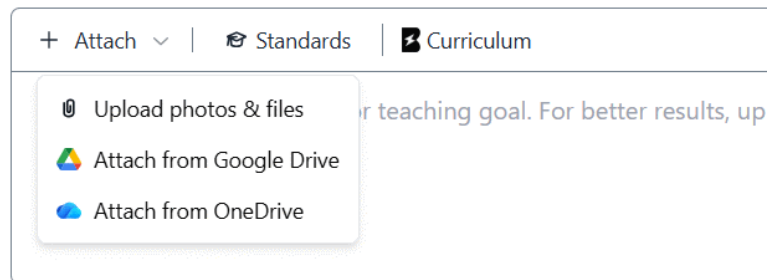 Attach Standards Curriculum
Upload photos & files
teaching goal. For better results, up
Attach from Google Drive
Attach from OneDrive